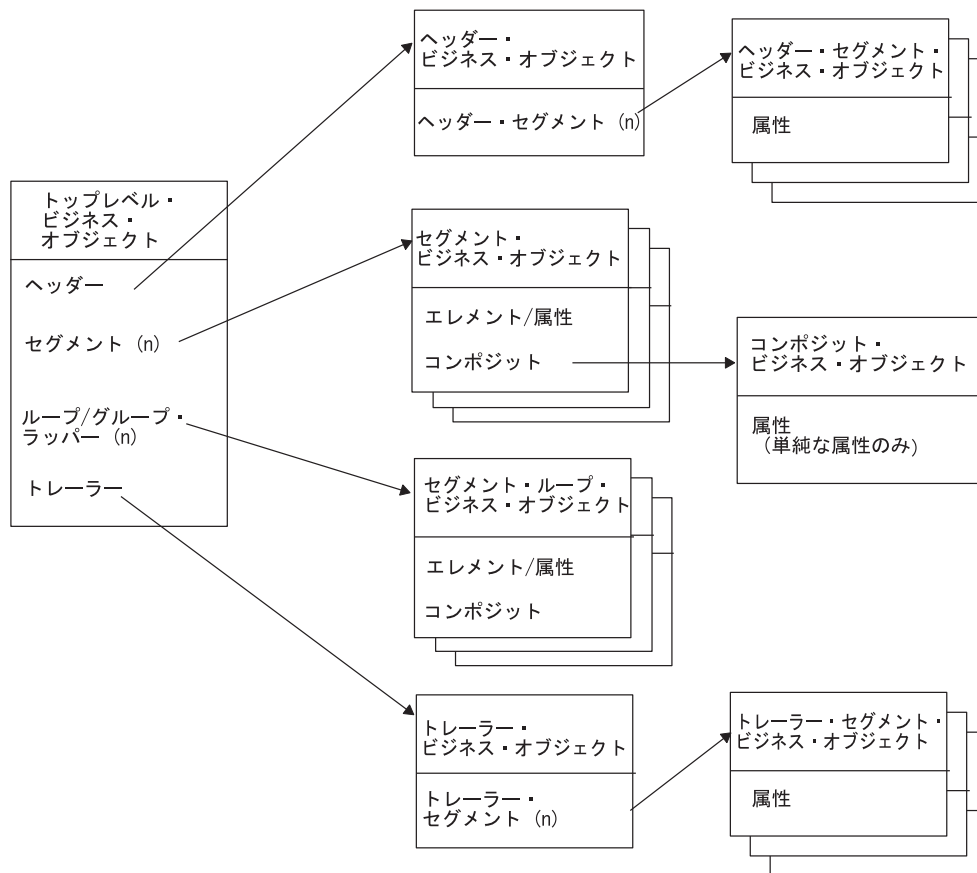 ヘッダー・
ビジネス・オブジェクト
ヘッダー・セグメント (n)
ヘッダー・セグメント・
ビジネス・オブジェクト
属性
トップレベル・
ビジネス・
オブジェクト
ヘッダー
セグメント (n)
ループ/グループ・
ラッパー (n)
トレーラー
セグメント・
ビジネス・オブジェクト
エレメント/属性
コンポジット
コンポジット・
ビジネス・オブジェクト
属性
(単純な属性のみ)
セグメント・ループ・
ビジネス・オブジェクト
エレメント/属性
コンポジット
トレーラー・
ビジネス・オブジェクト
トレーラー・
セグメント (n)
トレーラー・セグメント・
ビジネス・オブジェクト
属性